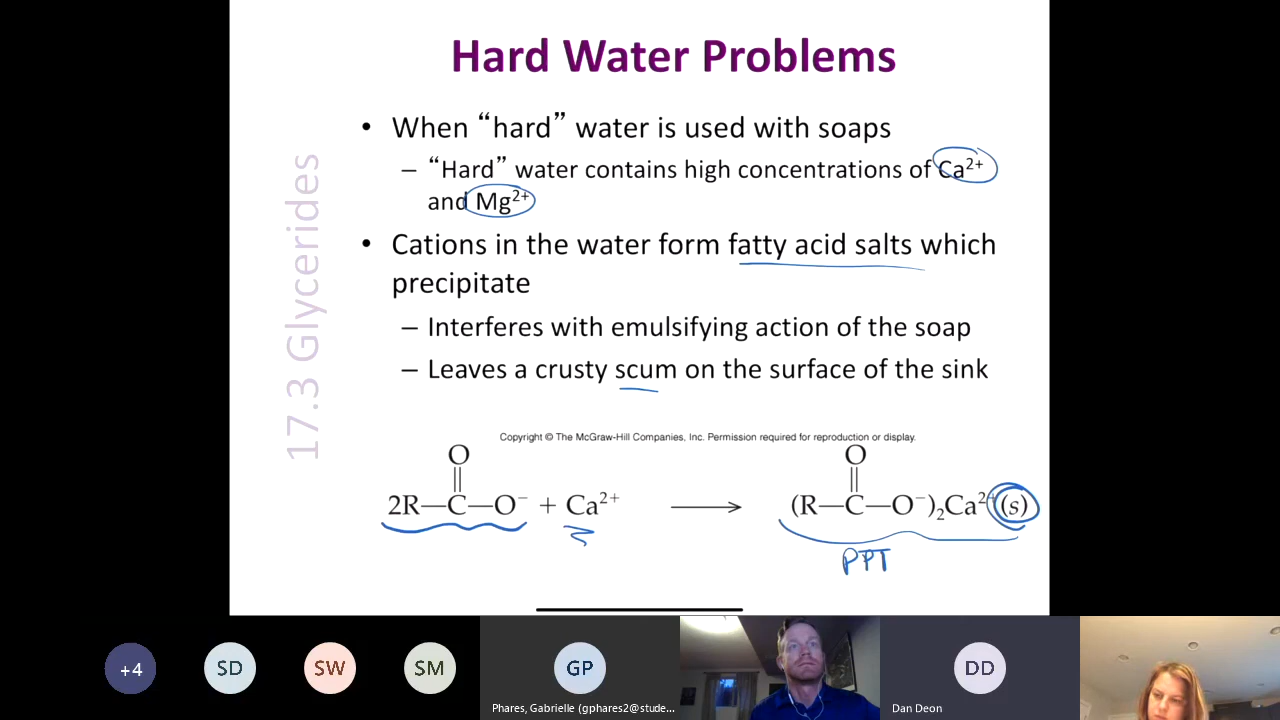 Hard Water Problems
• When “hard” water is used with soaps
– “Hard” water contains high concentrations of Ca²⁺
and Mg²⁺
• Cations in the water form fatty acid salts which
precipitate
– Interferes with emulsifying action of the soap
– Leaves a crusty scum on the surface of the sink
17.3 Glycerides
Copyright © The McGraw-Hill Companies, Inc. Permission required for reproduction or display.
O O
2R—C—O⁻ + Ca²⁺ → (R—C—O⁻)₂Ca²⁺(s)
PPT
+4 SD SW SM GP DD
Phares, Gabrielle (gphares2@stude... Dan Deon